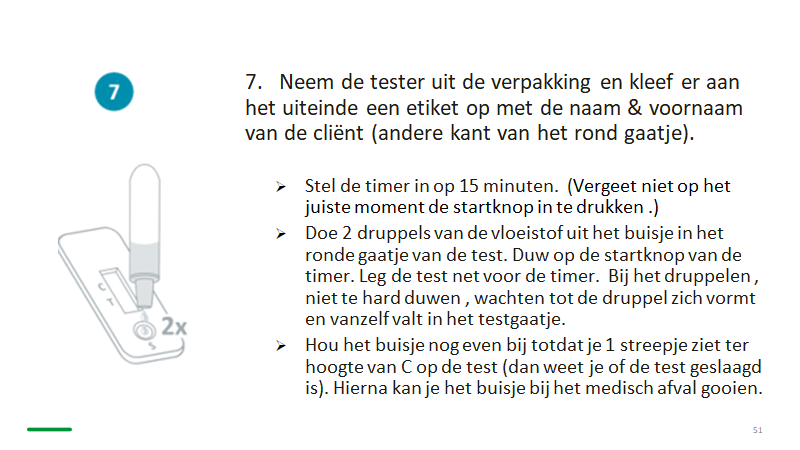 7
7. Neem de tester uit de verpakking en kleef er aan
het uiteinde een etiket op met de naam & voornaam
van de cliënt (andere kant van het rond gaatje).
➢ Stel de timer in op 15 minuten. (Vergeet niet op het
juiste moment de startknop in te drukken .)
➢ Doe 2 druppels van de vloeistof uit het buisje in het
ronde gaatje van de test. Duw op de startknop van de
timer. Leg de test net voor de timer. Bij het druppelen ,
niet te hard duwen , wachten tot de druppel zich vormt
en vanzelf valt in het testgaatje.
➢ Hou het buisje nog even bij totdat je 1 streepje ziet ter
hoogte van C op de test (dan weet je of de test geslaagd
is). Hierna kan je het buisje bij het medisch afval gooien.
C
T
2x
S
51